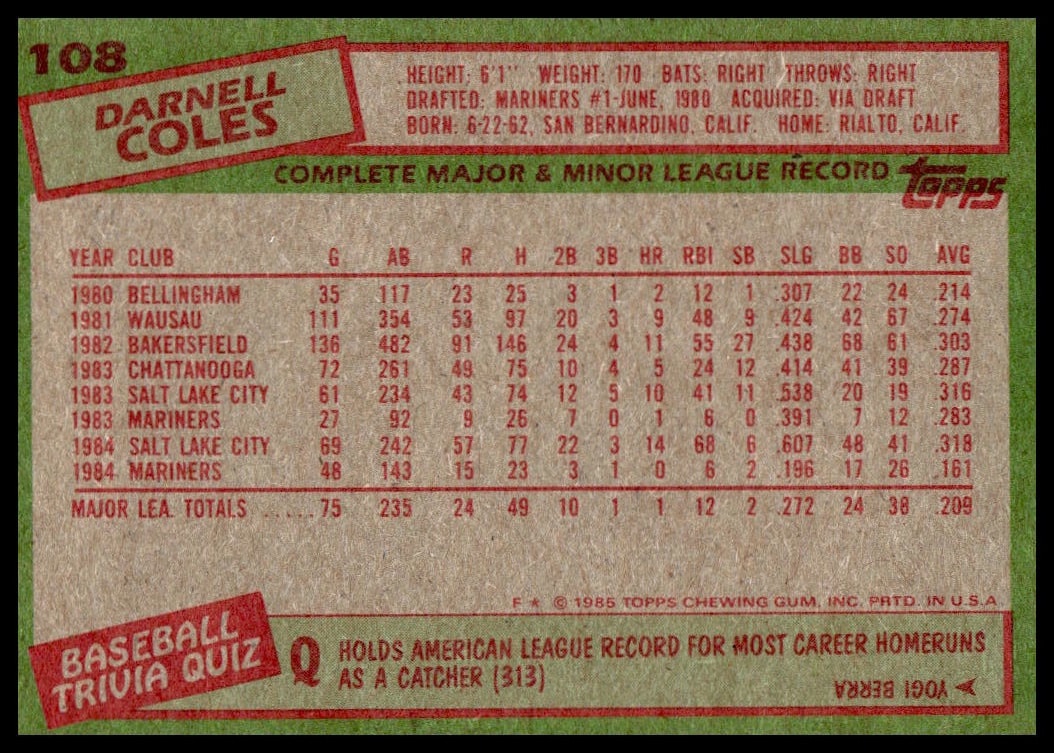 108
DARNELL
COLES
HEIGHT: 6'1" WEIGHT: 170 BATS: RIGHT THROWS: RIGHT
DRAFTED: MARINERS #1-JUNE, 1980 ACQUIRED: VIA DRAFT
BORN: 6-22-62, SAN BERNARDINO, CALIF. HOME: RIALTO, CALIF.
COMPLETE MAJOR & MINOR LEAGUE RECORD
topps
YEAR CLUB G AB R H 2B 3B HR RBI SB SLG BB SO AVG
1980 BELLINGHAM 35 117 23 25 3 1 2 12 1 .307 22 24 .214
1981 WAUSAU 111 354 53 97 20 3 9 48 9 .424 42 67 .274
1982 BAKERSFIELD 136 482 91 146 24 4 11 55 27 .438 68 61 .303
1983 CHATTANOOGA 72 261 49 75 10 4 5 24 12 .414 41 39 .287
1983 SALT LAKE CITY 61 234 43 74 12 5 10 41 11 .538 20 19 .316
1983 MARINERS 27 92 9 26 7 0 1 6 0 .391 7 12 .283
1984 SALT LAKE CITY 69 242 57 77 22 3 14 68 6 .607 48 41 .318
1984 MARINERS 48 143 15 23 3 1 0 6 2 .196 17 26 .161
MAJOR LEA. TOTALS .....75 235 24 49 10 1 1 12 2 .272 24 38 .209
F * © 1985 TOPPS CHEWING GUM, INC. PRTD. IN U.S.A
BASEBALL
TRIVIA QUIZ
Q HOLDS AMERICAN LEAGUE RECORD FOR MOST CAREER HOMERUNS
AS A CATCHER (313)
YOGI BERRA